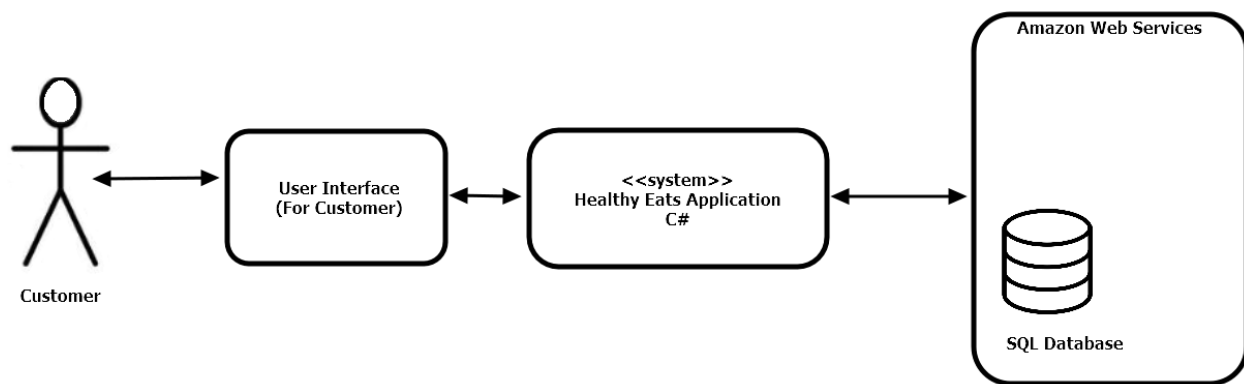 Amazon Web Services
Customer
User Interface
(For Customer)
<<system>>
Healthy Eats Application
C#
SQL Database